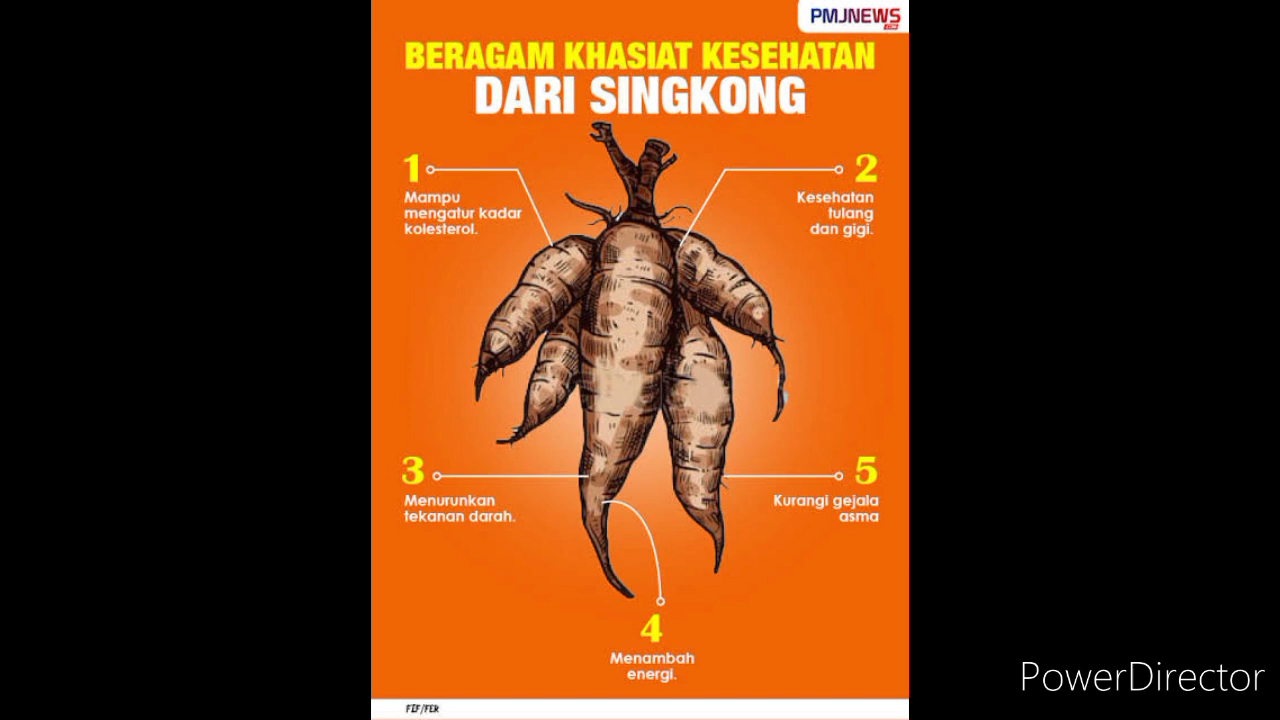 PMJNEWS
.COM
BERAGAM KHASIAT KESEHATAN
DARI SINGKONG
1
Mampu
mengatur kadar
kolesterol.
2
Kesehatan
tulang
dan gigi.
3
Menurunkan
tekanan darah.
5
Kurangi gejala
asma
4
Menambah
energi.
FIF/FER
PowerDirector